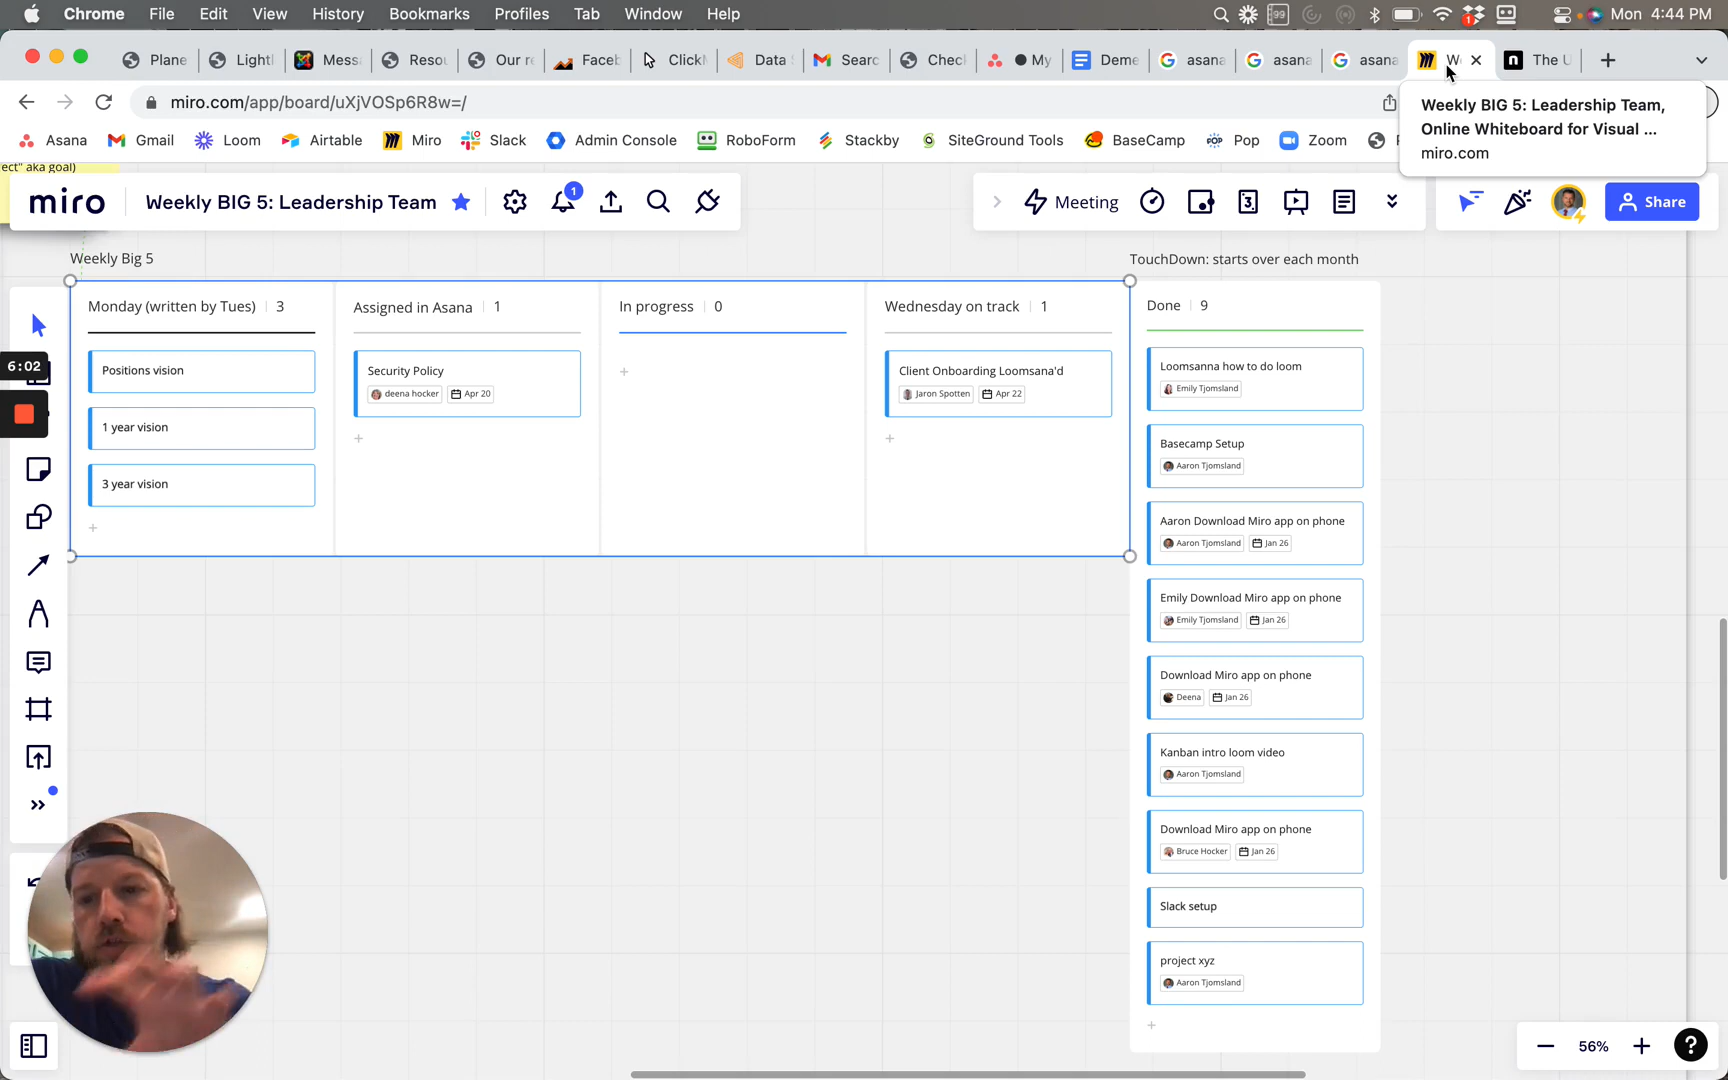 Chrome File Edit View History Bookmarks Profiles Tab Window Help
99 1 Mon 4:44 PM
Plane Lightl Messa Resou Our re Faceb ClickM Data S Searc Check My Deme asana asana asana W The U
miro.com/app/board/uXjVOSp6R8w=/
Weekly BIG 5: Leadership Team,
Online Whiteboard for Visual ...
miro.com
Asana Gmail Loom Airtable Miro Slack Admin Console RoboForm Stackby SiteGround Tools BaseCamp Pop Zoom
ect" aka goal)
miro Weekly BIG 5: Leadership Team 1 3 Meeting Share
Weekly Big 5
TouchDown: starts over each month
Monday (written by Tues) 3
Positions vision
1 year vision
3 year vision
Assigned in Asana 1
Security Policy
deena hocker Apr 20
In progress 0
Wednesday on track 1
Client Onboarding Loomsana'd
Jaron Spotten Apr 22
Done 9
Loomsanna how to do loom
Emily Tjomsland
Basecamp Setup
Aaron Tjomsland
Aaron Download Miro app on phone
Aaron Tjomsland Jan 26
Emily Download Miro app on phone
Emily Tjomsland Jan 26
Download Miro app on phone
Deena Jan 26
Kanban intro loom video
Aaron Tjomsland
Download Miro app on phone
Bruce Hocker Jan 26
Slack setup
project xyz
Aaron Tjomsland
6:02
56% ?